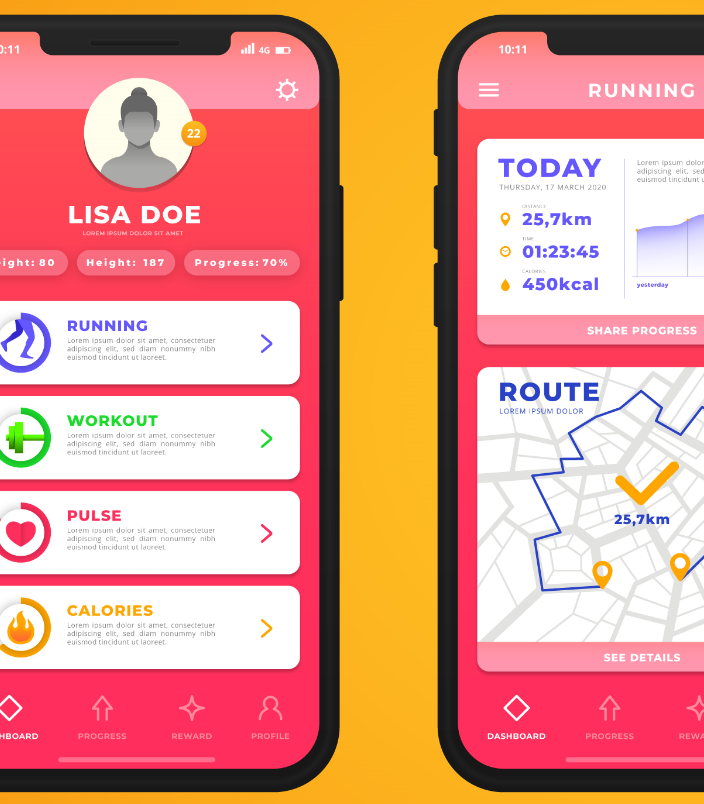 0:11
4G
22
LISA DOE
LOREM IPSUM DOLOR SIT AMET
ight: 80
Height: 187
Progress: 70%
RUNNING
Lorem ipsum dolor sit amet, consectetuer
adipiscing elit, sed diam nonummy nibh
euismod tincidunt ut laoreet.
WORKOUT
Lorem ipsum dolor sit amet, consectetuer
adipiscing elit, sed diam nonummy nibh
euismod tincidunt ut laoreet.
PULSE
Lorem ipsum dolor sit amet, consectetuer
adipiscing elit, sed diam nonummy nibh
euismod tincidunt ut laoreet.
CALORIES
Lorem ipsum dolor sit amet, consectetuer
adipiscing elit, sed diam nonummy nibh
euismod tincidunt ut laoreet.
HBOARD
PROGRESS
REWARD
PROFILE
10:11
RUNNING
TODAY
THURSDAY, 17 MARCH 2020
DISTANCE
25,7km
TIME
01:23:45
CALORIES
450kcal
Lorem ipsum dolor
adipiscing elit, sed
euismod tincidunt u
yesterday
SHARE PROGRESS
ROUTE
LOREM IPSUM DOLOR
25,7km
SEE DETAILS
DASHBOARD
PROGRESS
REWA